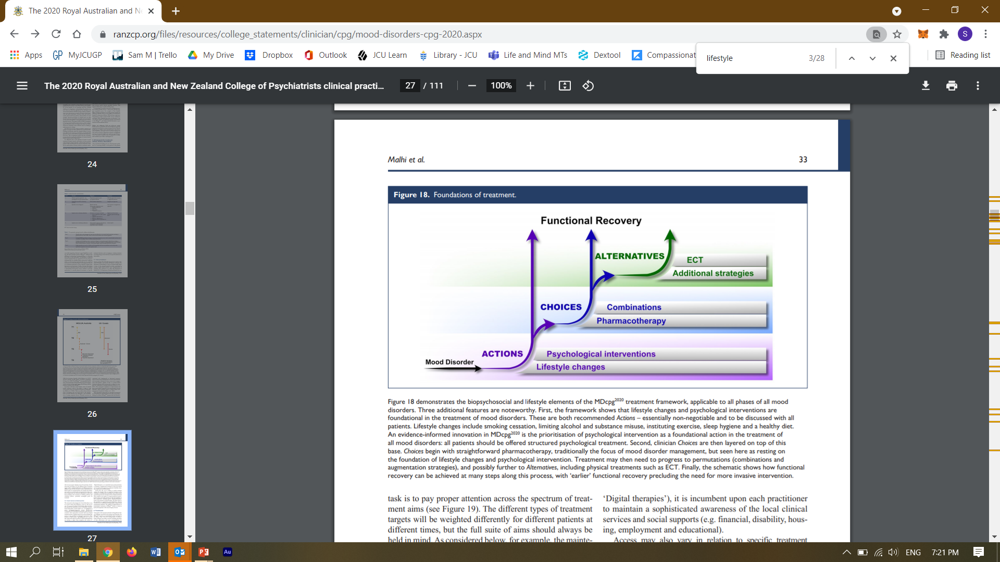 The 2020 Royal Australian and N
ranzcp.org/files/resources/college_statements/clinician/cpg/mood-disorders-cpg-2020.aspx
S
Apps
GP
MyJCUGP
Sam M | Trello
My Drive
Dropbox
Outlook
JCU Learn
Library - JCU
Life and Mind MTs
Dextool
Compassionat
Reading list
lifestyle
3/28
The 2020 Royal Australian and New Zealand College of Psychiatrists clinical practi...
27 / 111
100%
24
25
26
27
Malhi et al.
33
Figure 18. Foundations of treatment.
Functional Recovery
ALTERNATIVES
ECT
Additional strategies
CHOICES
Combinations
Pharmacotherapy
ACTIONS
Psychological interventions
Mood Disorder
Lifestyle changes
Figure 18 demonstrates the biopsychosocial and lifestyle elements of the MDcpg2020 treatment framework, applicable to all phases of all mood
disorders. Three additional features are noteworthy. First, the framework shows that lifestyle changes and psychological interventions are
foundational in the treatment of mood disorders. These are both recommended Actions – essentially non-negotiable and to be discussed with all
patients. Lifestyle changes include smoking cessation, limiting alcohol and substance misuse, instituting exercise, sleep hygiene and a healthy diet.
An evidence-informed innovation in MDcpg2020 is the prioritisation of psychological intervention as a foundational action in the treatment of
all mood disorders: all patients should be offered structured psychological treatment. Second, clinician Choices are then layered on top of this
base. Choices begin with straightforward pharmacotherapy, traditionally the focus of mood disorder management, but seen here as resting on
the foundation of lifestyle changes and psychological intervention. Treatment may then need to progress to permutations (combinations and
augmentation strategies), and possibly further to Alternatives, including physical treatments such as ECT. Finally, the schematic shows how functional
recovery can be achieved at many steps along this process, with ‘earlier’ functional recovery precluding the need for more invasive intervention.
task is to pay proper attention across the spectrum of treat-
ment aims (see Figure 19). The different types of treatment
targets will be weighted differently for different patients at
different times, but the full suite of aims should always be
held in mind. As considered below, for example, the mainte-
‘Digital therapies’), it is incumbent upon each practitioner
to maintain a sophisticated awareness of the local clinical
services and social supports (e.g. financial, disability, hous-
ing, employment and educational).
Access may also vary in relation to specific treatment
Au
ENG
7:21 PM